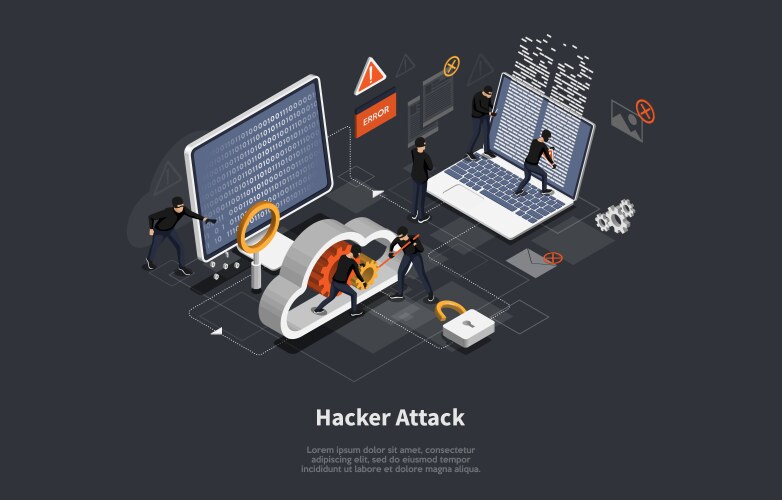 ERROR
Hacker Attack
Lorem ipsum dolor sit amet, consectetur
adipiscing elit, sed do eiusmod tempor
incididunt ut labore et dolore magna aliqua.